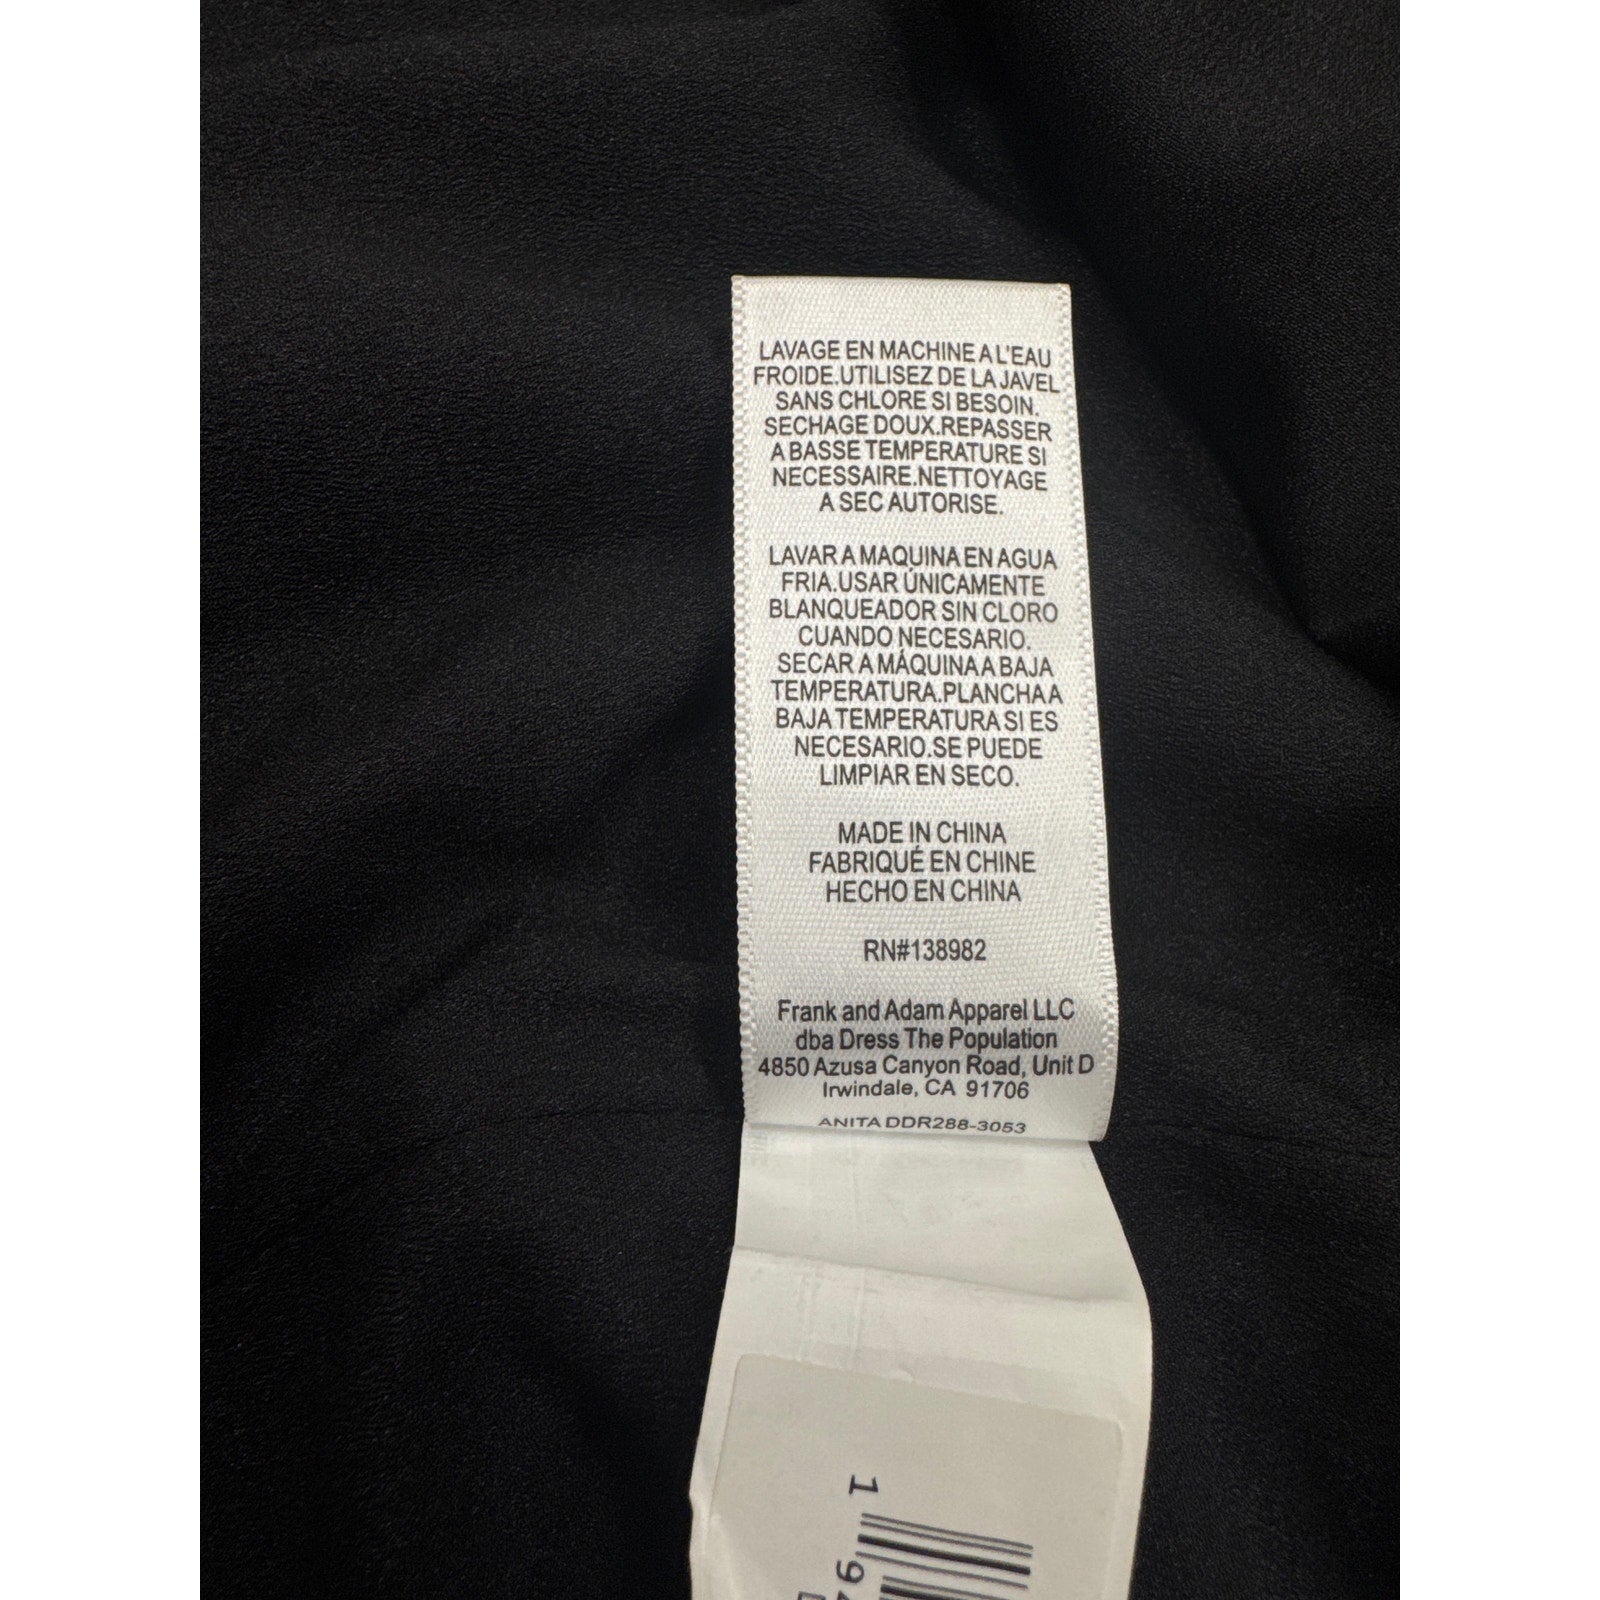 LAVAGE EN MACHINE A L'EAU
FROIDE.UTILISEZ DE LA JAVEL
SANS CHLORE SI BESOIN.
SECHAGE DOUX.REPASSER
A BASSE TEMPERATURE SI
NECESSAIRE.NETTOYAGE
A SEC AUTORISE.
LAVAR A MAQUINA EN AGUA
FRIA.USAR ÚNICAMENTE
BLANQUEADOR SIN CLORO
CUANDO NECESARIO.
SECAR A MÁQUINA A BAJA
TEMPERATURA.PLANCHA A
BAJA TEMPERATURA SI ES
NECESARIO.SE PUEDE
LIMPIAR EN SECO.
MADE IN CHINA
FABRIQUÉ EN CHINE
HECHO EN CHINA
RN#138982
Frank and Adam Apparel LLC
dba Dress The Population
4850 Azusa Canyon Road, Unit D
Irwindale, CA 91706
ANITA DDR288-3053
1 94